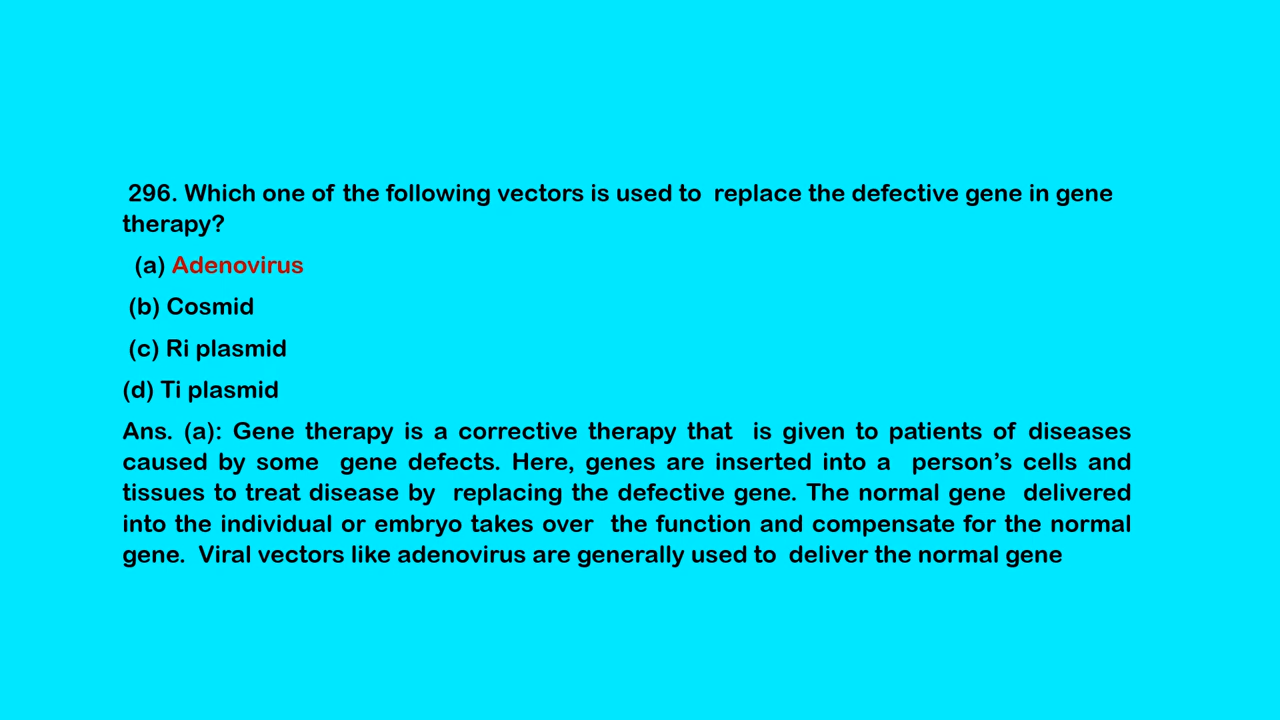 296. Which one of the following vectors is used to replace the defective gene in gene
therapy?
(a) Adenovirus
(b) Cosmid
(c) Ri plasmid
(d) Ti plasmid
Ans. (a): Gene therapy is a corrective therapy that is given to patients of diseases
caused by some gene defects. Here, genes are inserted into a person’s cells and
tissues to treat disease by replacing the defective gene. The normal gene delivered
into the individual or embryo takes over the function and compensate for the normal
gene. Viral vectors like adenovirus are generally used to deliver the normal gene